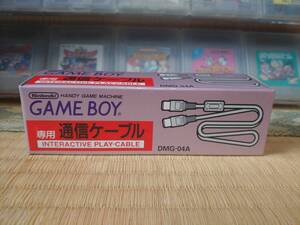 Nintendo HANDY GAME MACHINE
GAME BOY
専用 通信ケーブル
INTERACTIVE PLAY-CABLE
DMG-04A